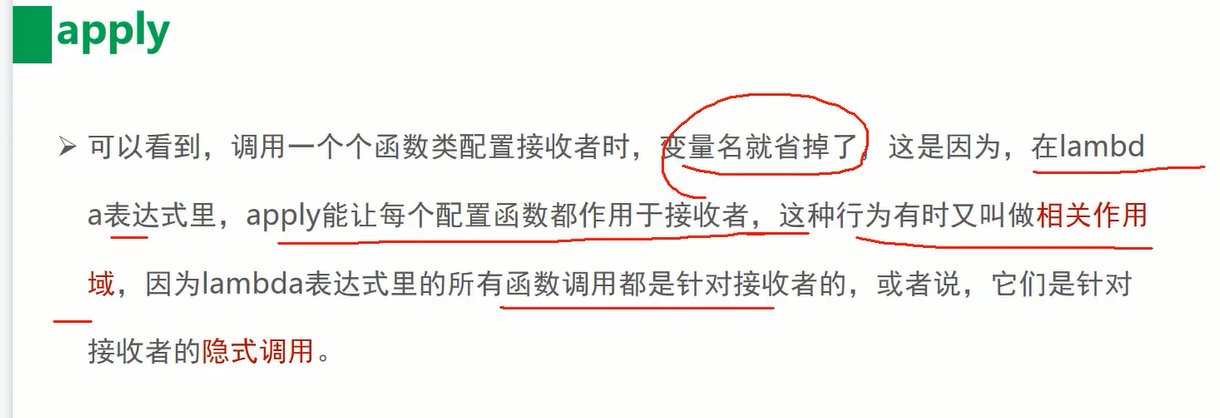 apply
➢ 可以看到，调用一个个函数类配置接收者时，变量名就省掉了，这是因为，在lambd
a表达式里，apply能让每个配置函数都作用于接收者，这种行为有时又叫做相关作用
域，因为lambda表达式里的所有函数调用都是针对接收者的，或者说，它们是针对
接收者的隐式调用。